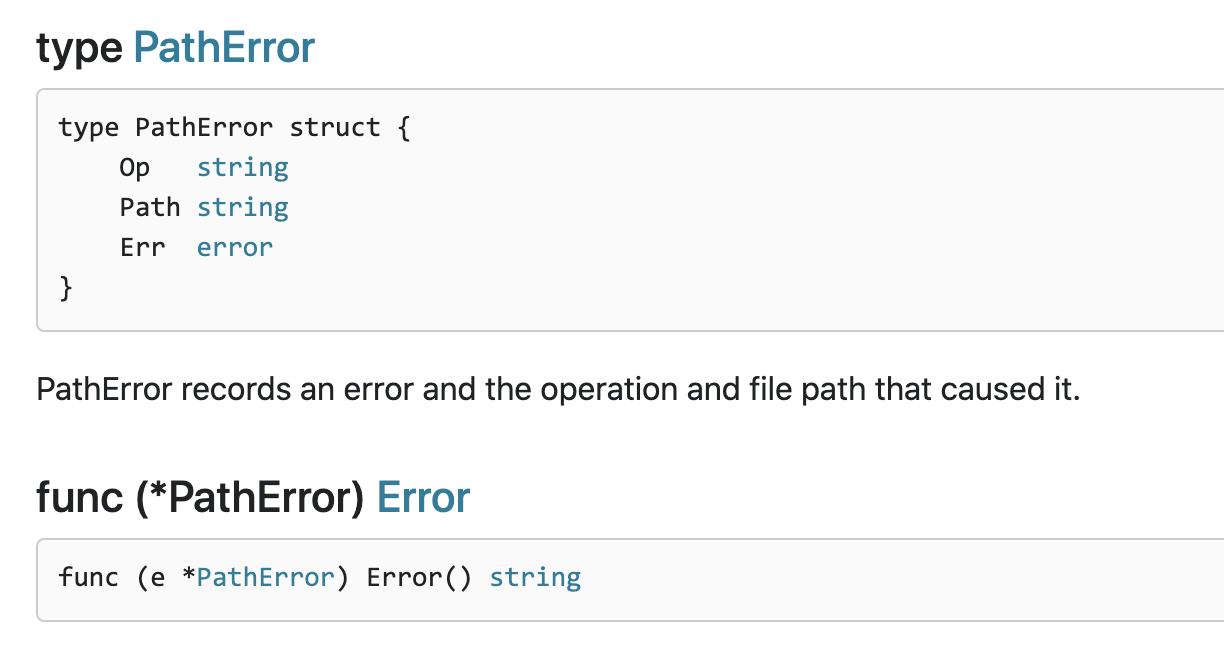 type PathError
type PathError struct {
    Op   string
    Path string
    Err  error
}
PathError records an error and the operation and file path that caused it.
func (*PathError) Error
func (e *PathError) Error() string